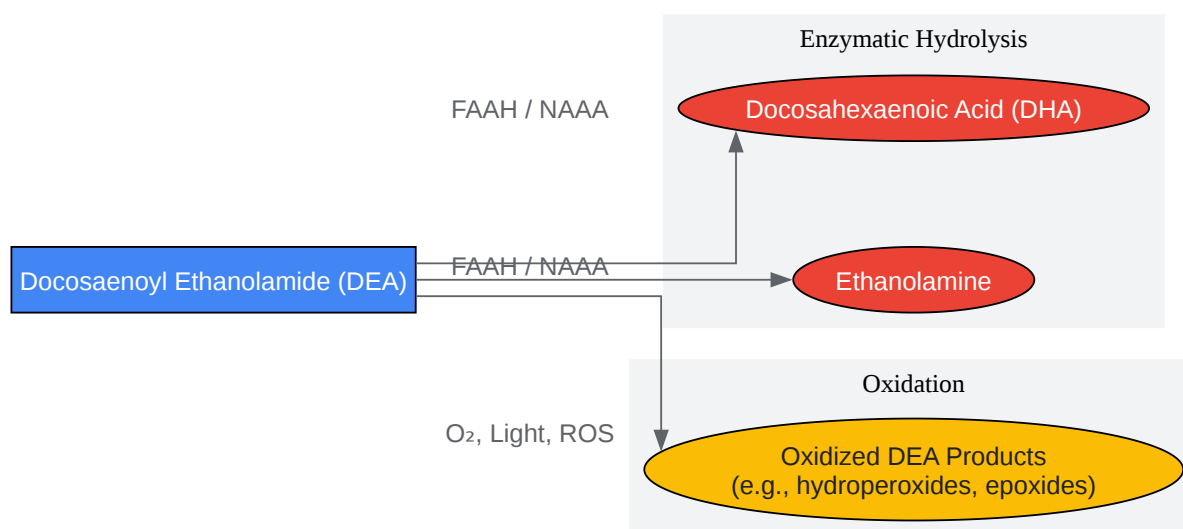 Enzymatic Hydrolysis
FAAH / NAAA
Docosahexaenoic Acid (DHA)
Docosaenoyl Ethanolamide (DEA)
FAAH / NAAA
Ethanolamine
Oxidation
O₂, Light, ROS
Oxidized DEA Products
(e.g., hydroperoxides, epoxides)